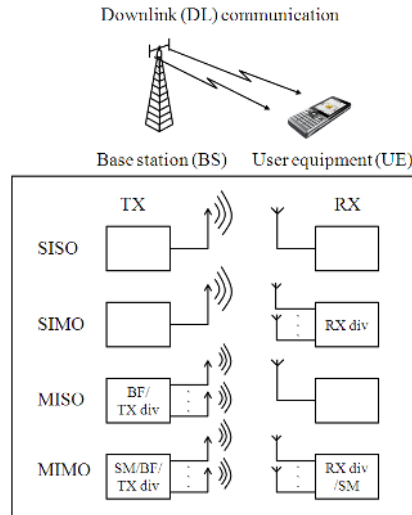 Downlink (DL) communication
Base station (BS) User equipment (UE)
TX RX
SISO
SIMO RX div
MISO BF/
TX div
MIMO SM/BF/
TX div
RX div
/SM